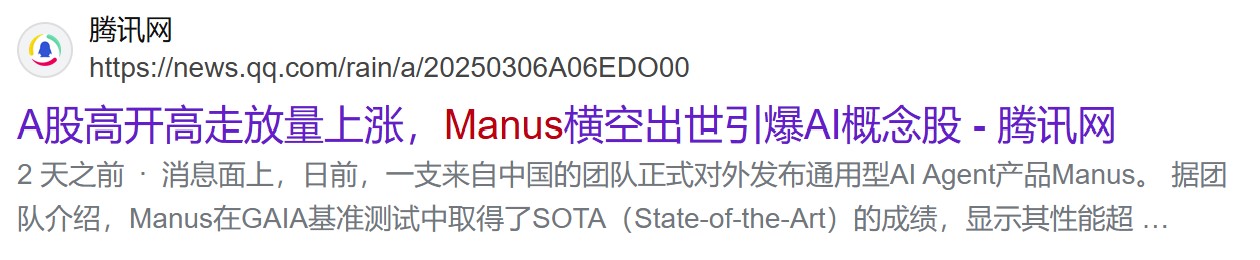 腾讯网
https://news.qq.com/rain/a/20250306A06EDO00
A股高开高走放量上涨，Manus横空出世引爆AI概念股 - 腾讯网
2 天之前 · 消息面上，日前，一支来自中国的团队正式对外发布通用型AI Agent产品Manus。 据团
队介绍，Manus在GAIA基准测试中取得了SOTA（State-of-the-Art）的成绩，显示其性能超 ...